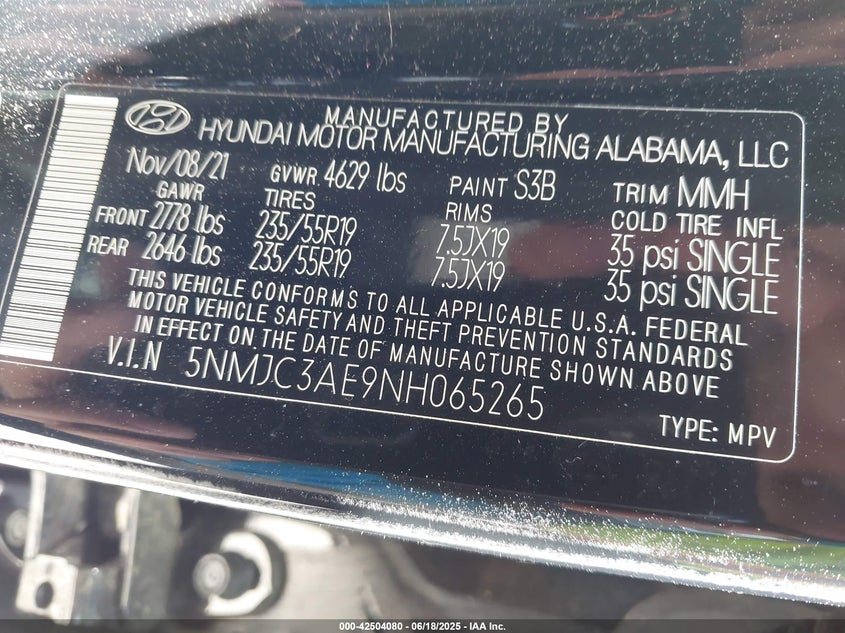 MANUFACTURED BY
HYUNDAI MOTOR MANUFACTURING ALABAMA, LLC
Nov/08/21 GVWR 4629 lbs PAINT S3B TRIM MMH
GAWR TIRES RIMS COLD TIRE INFL
FRONT 2778 lbs 235/55R19 7.5JX19 35 psi SINGLE
REAR 2646 lbs 235/55R19 7.5JX19 35 psi SINGLE
THIS VEHICLE CONFORMS TO ALL APPLICABLE U.S.A. FEDERAL
MOTOR VEHICLE SAFETY AND THEFT PREVENTION STANDARDS
IN EFFECT ON THE DATE OF MANUFACTURE SHOWN ABOVE
V.I.N 5NMJC3AE9NH065265
TYPE: MPV
000-42504080 - 06/18/2025 - IAA Inc.